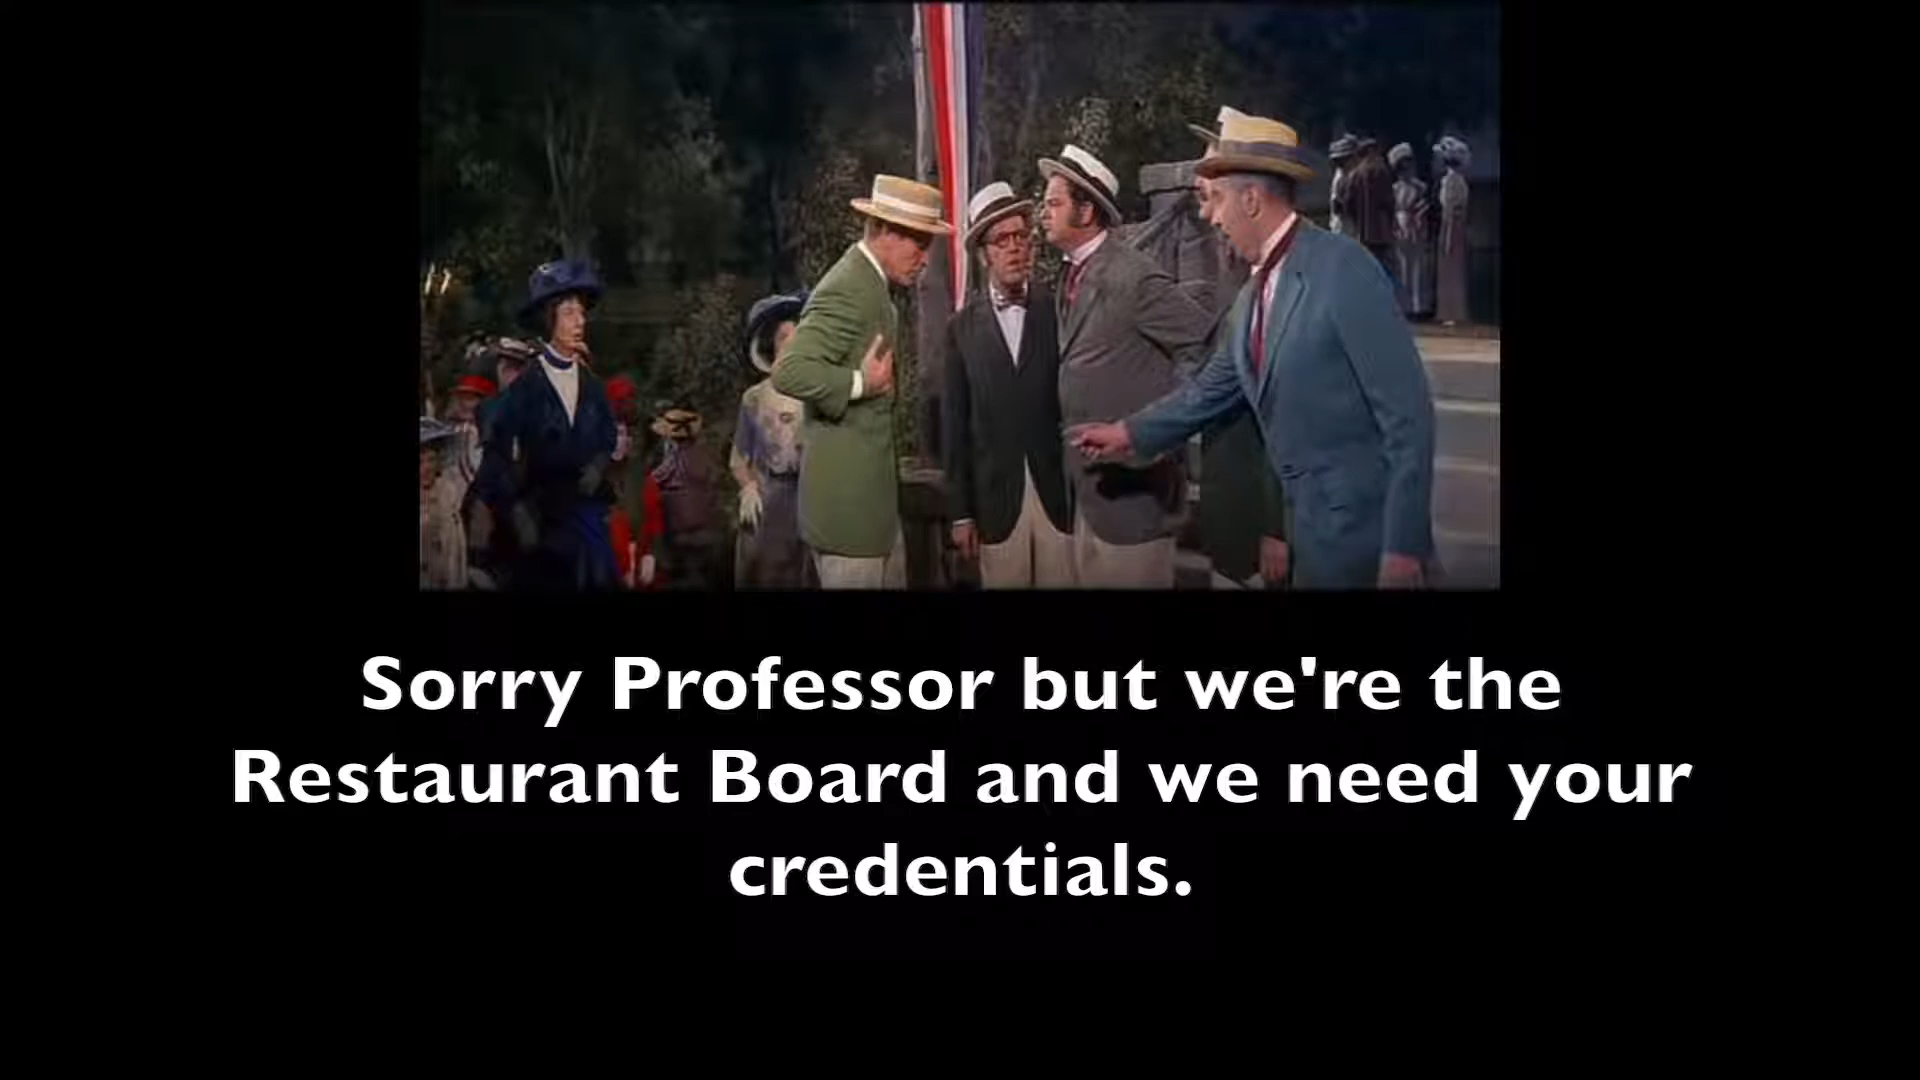 Sorry Professor but we're the
Restaurant Board and we need your
credentials.